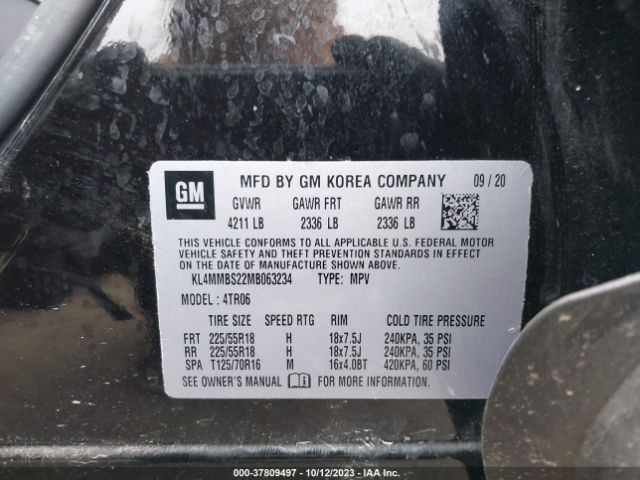 GM MFD BY GM KOREA COMPANY 09/20
GVWR GAWR FRT GAWR RR
4211 LB 2336 LB 2336 LB
THIS VEHICLE CONFORMS TO ALL APPLICABLE U.S. FEDERAL MOTOR
VEHICLE SAFETY AND THEFT PREVENTION STANDARDS IN EFFECT
ON THE DATE OF MANUFACTURE SHOWN ABOVE.
KL4MMBS22MB063234 TYPE: MPV
MODEL : 4TR06
TIRE SIZE SPEED RTG RIM COLD TIRE PRESSURE
FRT 225/55R18 H 18x7.5J 240KPA, 35 PSI
RR 225/55R18 H 18x7.5J 240KPA, 35 PSI
SPA T125/70R16 M 16x4.0BT 420KPA, 60 PSI
SEE OWNER'S MANUAL FOR MORE INFORMATION.
000-37809497 - 10/12/2023 - IAA Inc.